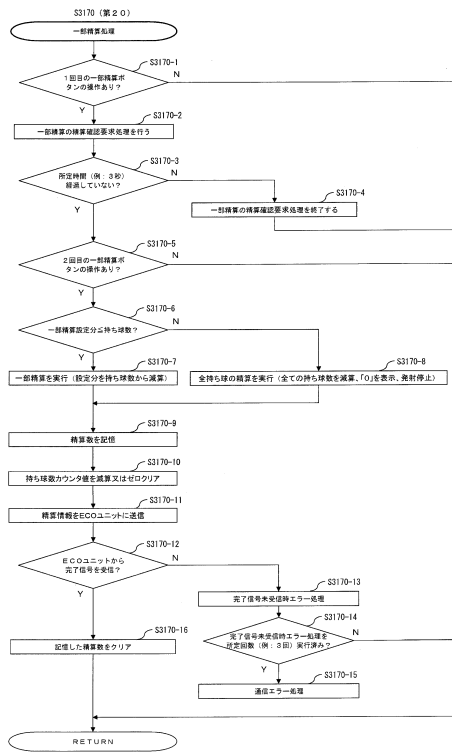 S3170 (第20)
一部精算処理
S3170-1
1回目の一部精算ボ
タンの操作あり?
N
Y
S3170-2
一部精算の精算確認要求処理を行う
S3170-3
所定時間(例:3秒)
経過していない?
N
Y
S3170-4
一部精算の精算確認要求処理を終了する
S3170-5
2回目の一部精算ボ
タンの操作あり?
N
Y
S3170-6
一部精算設定分≦持ち球数?
N
Y
S3170-7
一部精算を実行(設定分を持ち球数から減算)
S3170-8
全持ち球の精算を実行(全ての持ち球数を減算、「0」を表示、発射停止)
S3170-9
精算数を記憶
S3170-10
持ち球数カウンタ値を減算又はゼロクリア
S3170-11
精算情報をECOユニットに送信
S3170-12
ECOユニットから
完了信号を受信?
N
Y
S3170-13
完了信号未受信時エラー処理
S3170-14
完了信号未受信時エラー処理を
所定回数(例:3回)実行済み?
N
Y
S3170-15
通信エラー処理
S3170-16
記憶した精算数をクリア
RETURN